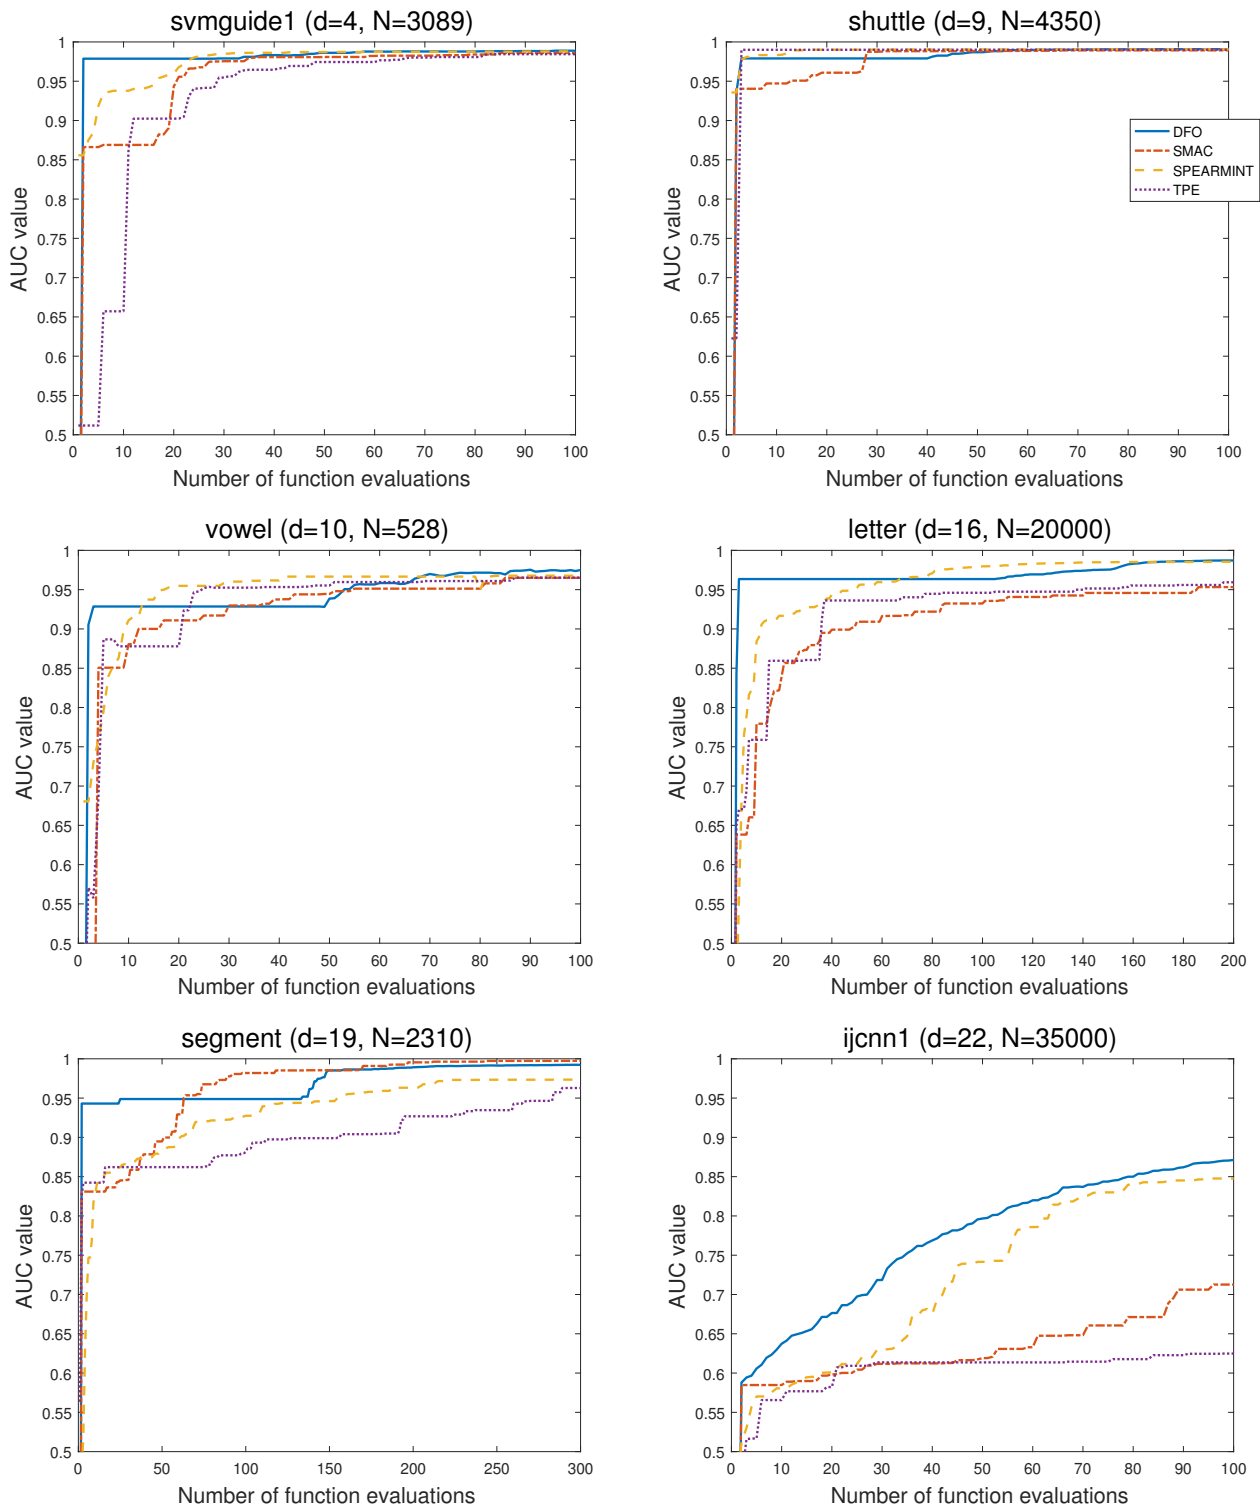 svmguide1 (d=4, N=3089)
1
0.95
0.9
0.85
0.8
0.75
0.7
0.65
0.6
0.55
0.5
AUC value
0 10 20 30 40 50 60 70 80 90 100
Number of function evaluations
shuttle (d=9, N=4350)
1
0.95
0.9
0.85
0.8
0.75
0.7
0.65
0.6
0.55
0.5
AUC value
DFO
SMAC
SPEARMINT
TPE
0 10 20 30 40 50 60 70 80 90 100
Number of function evaluations
vowel (d=10, N=528)
1
0.95
0.9
0.85
0.8
0.75
0.7
0.65
0.6
0.55
0.5
AUC value
0 10 20 30 40 50 60 70 80 90 100
Number of function evaluations
letter (d=16, N=20000)
1
0.95
0.9
0.85
0.8
0.75
0.7
0.65
0.6
0.55
0.5
AUC value
0 20 40 60 80 100 120 140 160 180 200
Number of function evaluations
segment (d=19, N=2310)
1
0.95
0.9
0.85
0.8
0.75
0.7
0.65
0.6
0.55
0.5
AUC value
0 50 100 150 200 250 300
Number of function evaluations
ijcnn1 (d=22, N=35000)
1
0.95
0.9
0.85
0.8
0.75
0.7
0.65
0.6
0.55
0.5
AUC value
0 10 20 30 40 50 60 70 80 90 100
Number of function evaluations